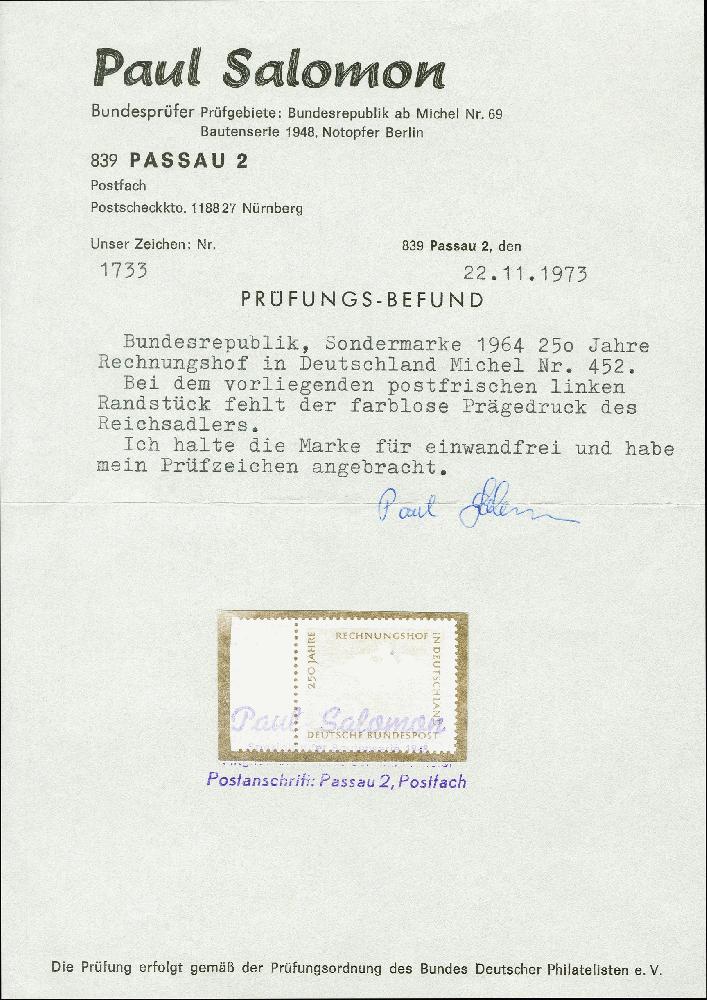 Paul Salomon
Bundesprüfer Prüfgebiete: Bundesrepublik ab Michel Nr. 69
Bautenserie 1948, Notopfer Berlin
839 PASSAU 2
Postfach
Postscheckkto. 118827 Nürnberg
Unser Zeichen: Nr. 839 Passau 2, den
1733 22.11.1973
PRÜFUNGS-BEFUND
Bundesrepublik, Sondermarke 1964 250 Jahre
Rechnungshof in Deutschland Michel Nr. 452.
Bei dem vorliegenden postfrischen linken
Randstück fehlt der farblose Prägedruck des
Reichsadlers.
Ich halte die Marke für einwandfrei und habe
mein Prüfzeichen angebracht.
Paul Salomon
250 JAHRE
RECHNUNGSHOF
IN DEUTSCHLAND
Paul Salomon
DEUTSCHE BUNDESPOST
Postanschrift: Passau 2, Postfach
Die Prüfung erfolgt gemäß der Prüfungsordnung des Bundes Deutscher Philatelisten e. V.